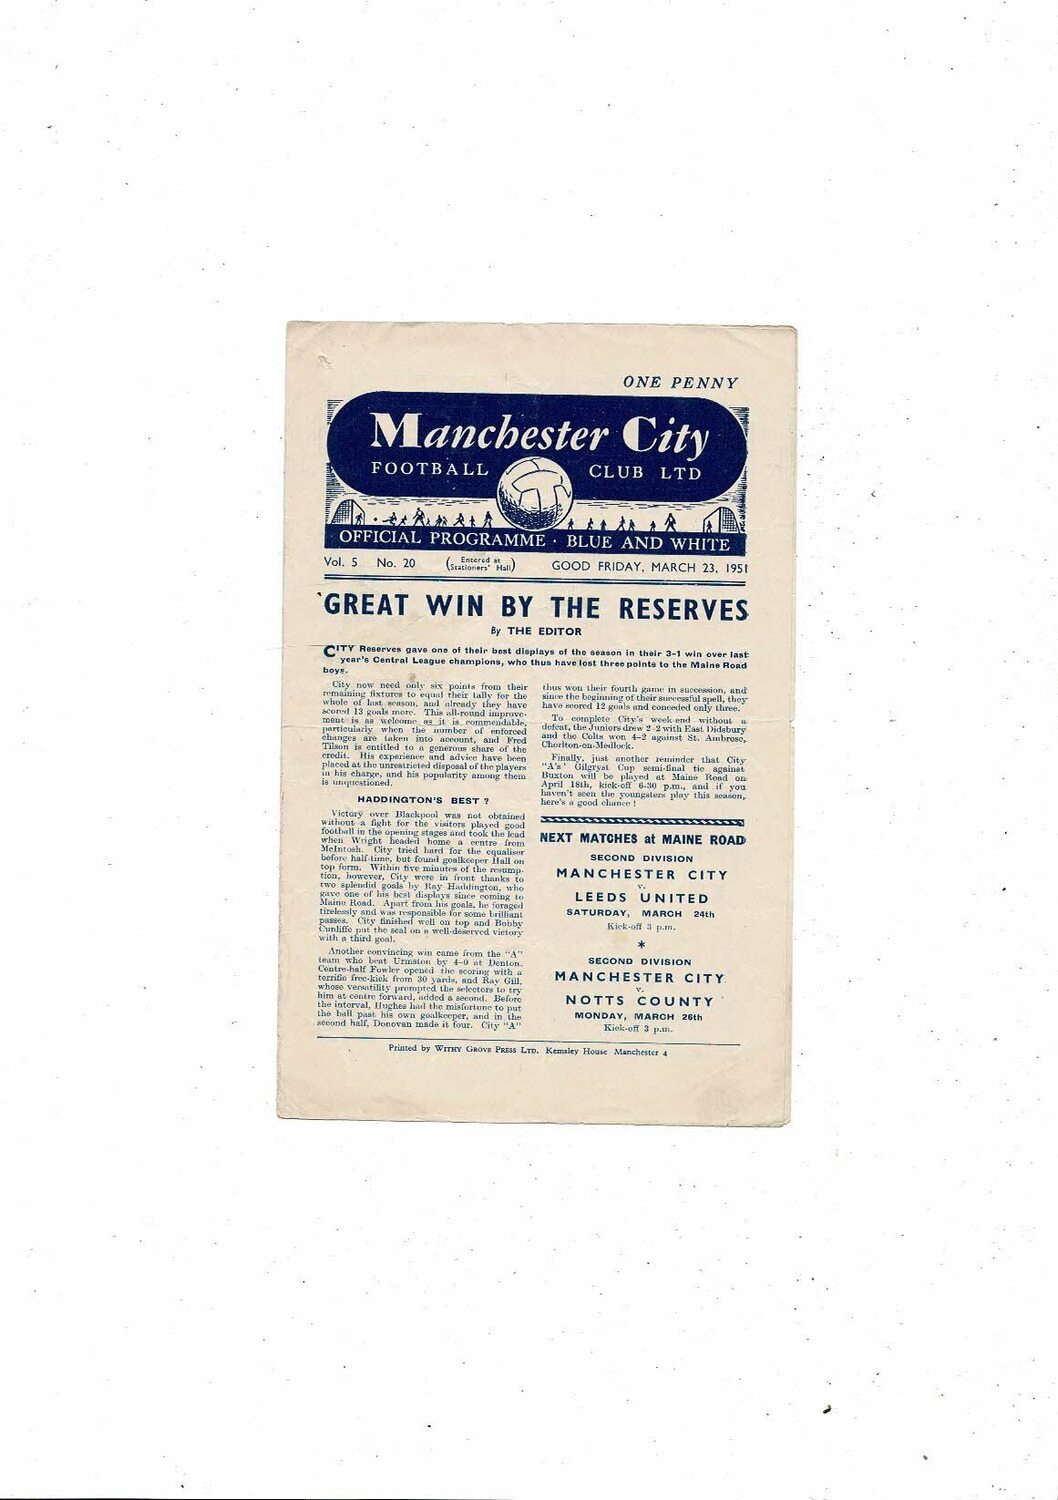 ONE PENNY
Manchester City
FOOTBALL CLUB LTD
OFFICIAL PROGRAMME · BLUE AND WHITE
Vol. 5 No. 20 (Entered at Stationers' Hall) GOOD FRIDAY, MARCH 23, 1951
GREAT WIN BY THE RESERVES
By THE EDITOR
CITY Reserves gave one of their best displays of the season in their 3-1 win over last
year's Central League champions, who thus have lost three points to the Maine Road
boys.
City now need only six points from their
remaining fixtures to equal their tally for the
whole of last season, and already they have
scored 13 goals more. This all-round improve-
ment is as welcome as it is commendable,
particularly when the number of enforced
changes are taken into account, and Fred
Tilson is entitled to a generous share of the
credit. His experience and advice have been
placed at the unrestricted disposal of the players
in his charge, and his popularity among them
is unquestioned.
HADDINGTON'S BEST ?
Victory over Blackpool was not obtained
without a fight for the visitors played good
football in the opening stages and took the lead
when Wright headed home a centre from
McIntosh. City tried hard for the equaliser
before half-time, but found goalkeeper Hall on
top form. Within five minutes of the resump-
tion, however, City were in front thanks to
two splendid goals by Ray Haddington, who
gave one of his best displays since coming to
Maine Road. Apart from his goals, he foraged
tirelessly and was responsible for some brilliant
passes. City finished well on top and Bobby
Cunliffe put the seal on a well-deserved victory
with a third goal.
Another convincing win came from the "A"
team who beat Urmston by 4-0 at Denton.
Centre-half Fowler opened the scoring with a
terrific free-kick from 30 yards, and Ray Gill,
whose versatility prompted the selectors to try
him at centre forward, added a second. Before
the interval, Hughes had the misfortune to put
the ball past his own goalkeeper, and in the
second half, Donovan made it four. City "A"
thus won their fourth game in succession, and
since the beginning of their successful spell, they
have scored 12 goals and conceded only three.
To complete City's week-end without a
defeat, the Juniors drew 2-2 with East Didsbury
and the Colts won 4-2 against St. Ambrose,
Chorlton-on-Medlock.
Finally, just another reminder that City
"A's" Gilgryst Cup semi-final tie against
Buxton will be played at Maine Road on
April 18th, kick-off 6-30 p.m., and if you
haven't seen the youngsters play this season,
here's a good chance !
NEXT MATCHES at MAINE ROAD
SECOND DIVISION
MANCHESTER CITY
v.
LEEDS UNITED
SATURDAY, MARCH 24th
Kick-off 3 p.m.
*
SECOND DIVISION
MANCHESTER CITY
v.
NOTTS COUNTY
MONDAY, MARCH 26th
Kick-off 3 p.m.
Printed by WITHY GROVE PRESS LTD. Kemsley House Manchester 4